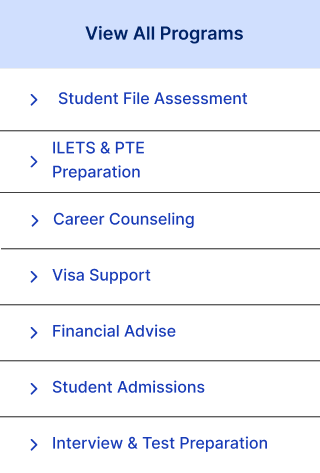 View All Programs
Student File Assessment
ILETS & PTE
Preparation
Career Counseling
Visa Support
Financial Advise
Student Admissions
Interview & Test Preparation